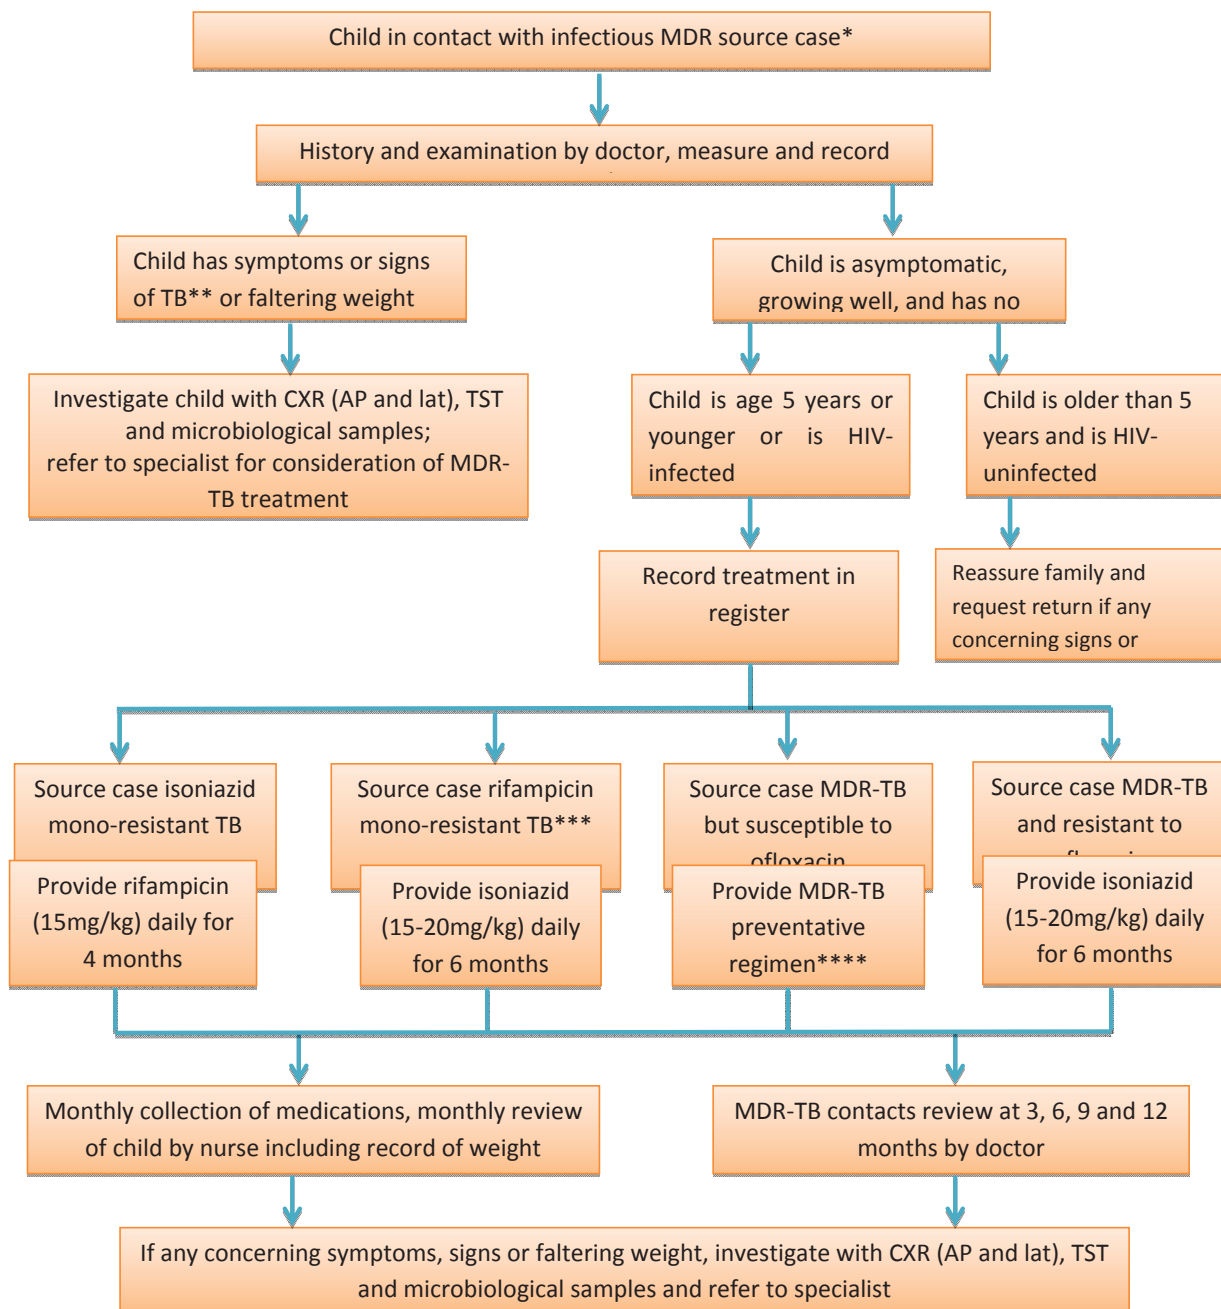 Child in contact with infectious MDR source case*
History and examination by doctor, measure and record
Child has symptoms or signs
of TB** or faltering weight
Child is asymptomatic,
growing well, and has no
Investigate child with CXR (AP and lat), TST
and microbiological samples;
refer to specialist for consideration of MDR-
TB treatment
Child is age 5 years or
younger or is HIV-
infected
Child is older than 5
years and is HIV-
uninfected
Record treatment in
register
Reassure family and
request return if any
concerning signs or
Source case isoniazid
mono-resistant TB
Source case rifampicin
mono-resistant TB***
Source case MDR-TB
but susceptible to
ofloxacin
Source case MDR-TB
and resistant to
Provide rifampicin
(15mg/kg) daily for
4 months
Provide isoniazid
(15-20mg/kg) daily
for 6 months
Provide MDR-TB
preventative
regimen****
Provide isoniazid
(15-20mg/kg) daily
for 6 months
Monthly collection of medications, monthly review
of child by nurse including record of weight
MDR-TB contacts review at 3, 6, 9 and 12
months by doctor
If any concerning symptoms, signs or faltering weight, investigate with CXR (AP and lat), TST
and microbiological samples and refer to specialist